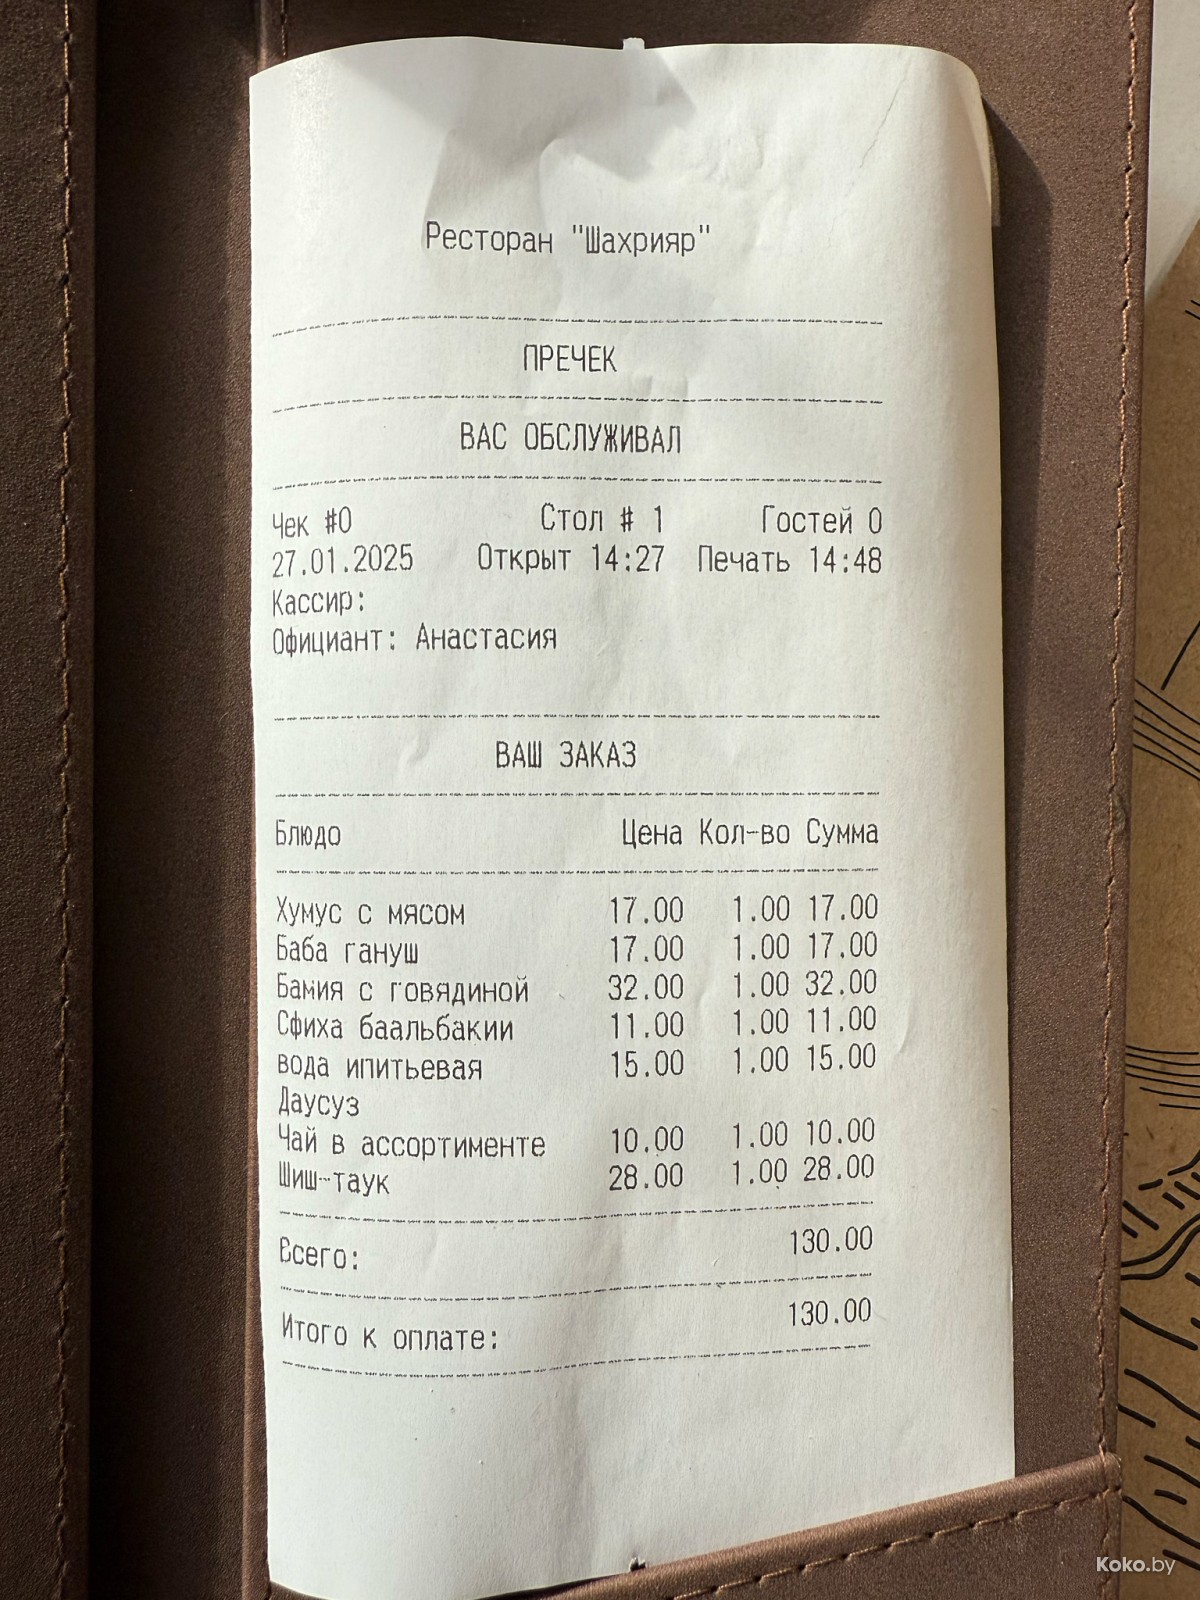 Ресторан "Шахрияр"
ПРЕЧЕК
ВАС ОБСЛУЖИВАЛ
Чек #0 Стол # 1 Гостей 0
27.01.2025 Открыт 14:27 Печать 14:48
Кассир:
Официант: Анастасия
ВАШ ЗАКАЗ
Блюдо Цена Кол-во Сумма
Хумус с мясом 17.00 1.00 17.00
Баба гануш 17.00 1.00 17.00
Бамия с говядиной 32.00 1.00 32.00
Сфиха баальбакии 11.00 1.00 11.00
вода ипитьевая 15.00 1.00 15.00
Даусуз
Чай в ассортименте 10.00 1.00 10.00
Шиш-таук 28.00 1.00 28.00
Всего: 130.00
Итого к оплате: 130.00
Koko.by